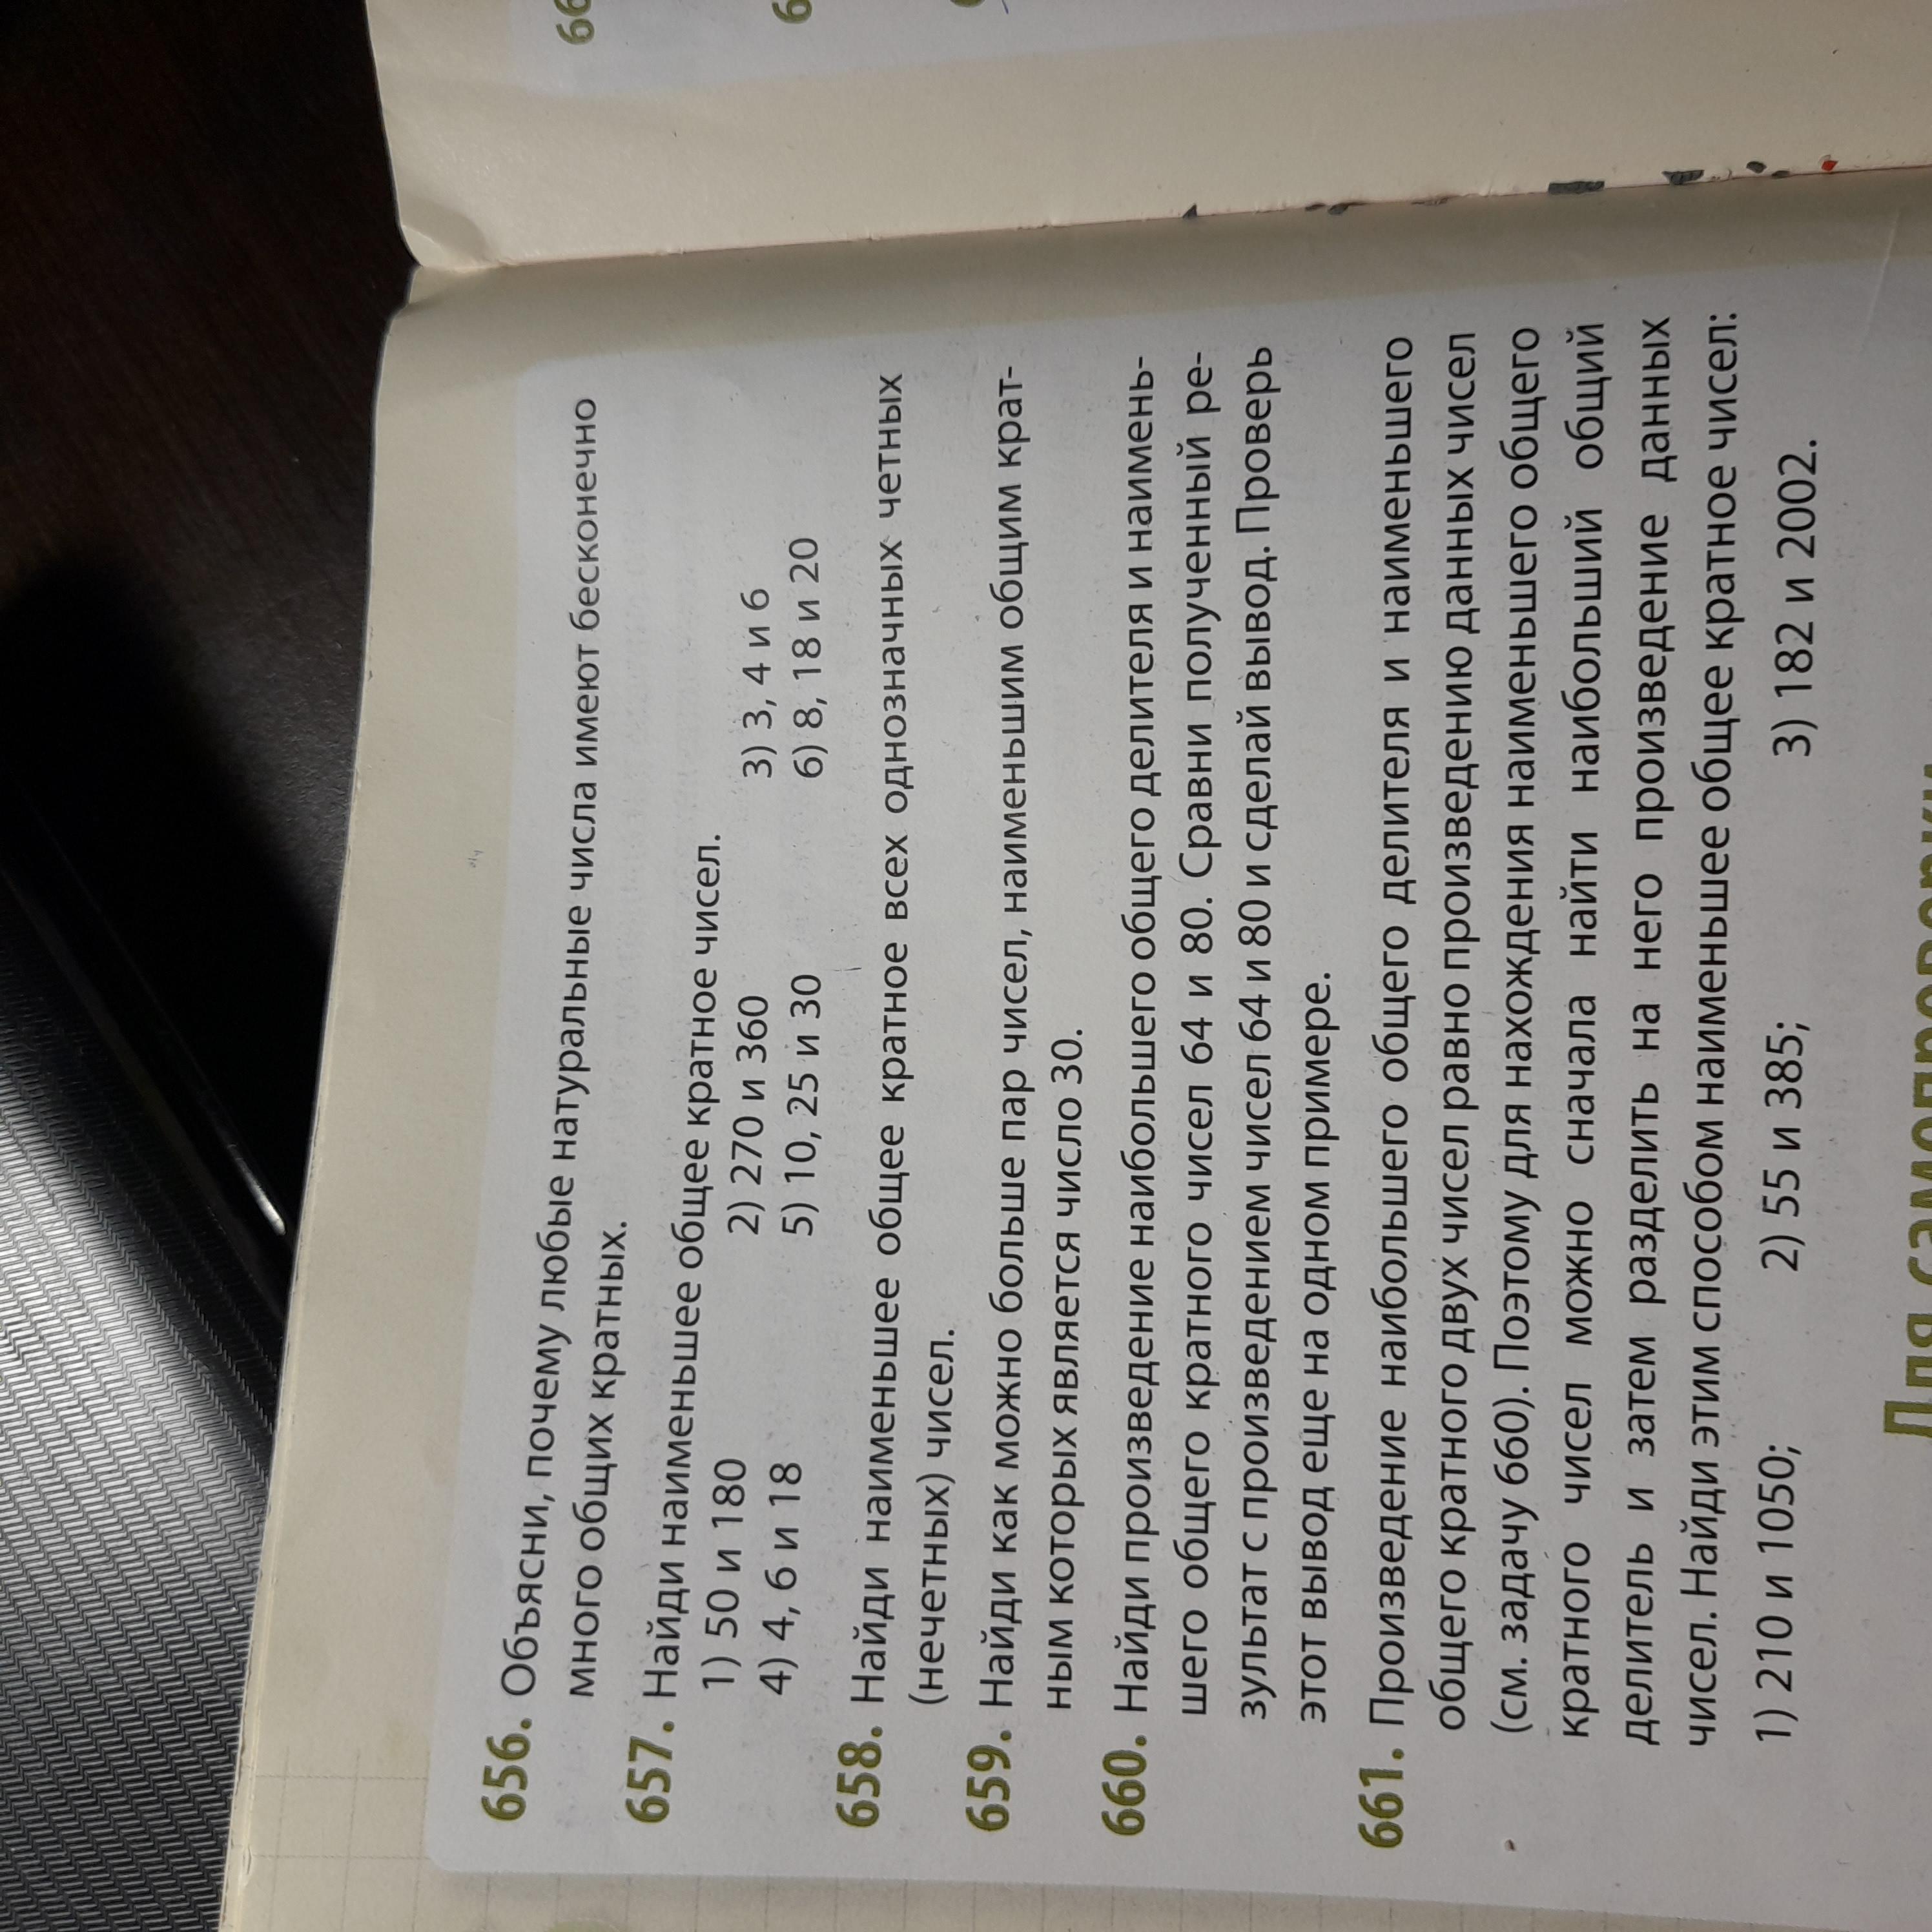 656. Объясни, почему любые натуральные числа имеют бесконечно
много общих кратных.
657. Найди наименьшее общее кратное чисел.
1) 50 и 180 2) 270 и 360 3) 3, 4 и 6
4) 4, 6 и 18 5) 10, 25 и 30 6) 8, 18 и 20
658. Найди наименьшее общее кратное всех однозначных четных
(нечетных) чисел.
659. Найди как можно больше пар чисел, наименьшим общим крат-
ным которых является число 30.
660. Найди произведение наибольшего общего делителя и наимень-
шего общего кратного чисел 64 и 80. Сравни полученный ре-
зультат с произведением чисел 64 и 80 и сделай вывод. Проверь
этот вывод еще на одном примере.
661. Произведение наибольшего общего делителя и наименьшего
общего кратного двух чисел равно произведению данных чисел
(см. задачу 660). Поэтому для нахождения наименьшего общего
кратного чисел можно сначала найти наибольший общий
делитель и затем разделить на него произведение данных
чисел. Найди этим способом наименьшее общее кратное чисел:
1) 210 и 1050; 2) 55 и 385; 3) 182 и 2002.